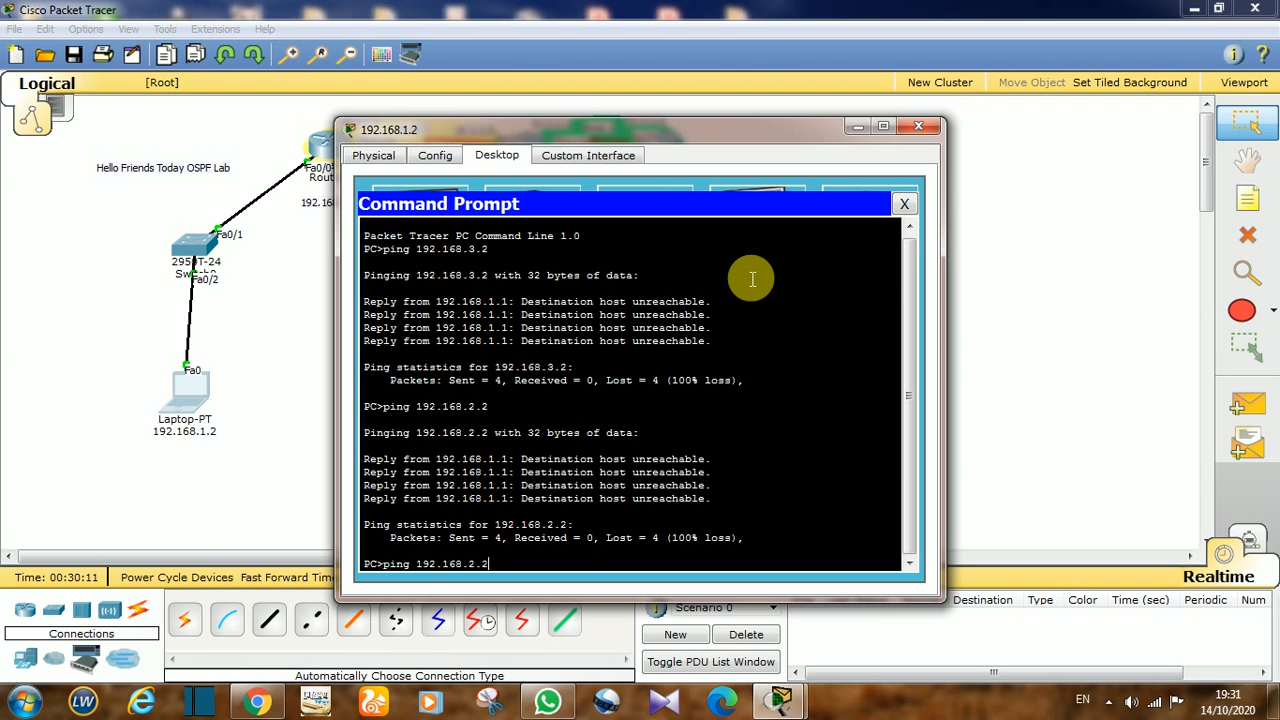 Cisco Packet Tracer
File Edit Options View Tools Extensions Help
Logical
[Root]
New Cluster
Move Object
Set Tiled Background
Viewport
Hello Friends Today OSPF Lab
Fa0/0
Rout
192.168
Fa0/1
2950T-24
Fa0/2
Fa0
Laptop-PT
192.168.1.2
192.168.1.2
Physical
Config
Desktop
Custom Interface
Command Prompt
X
Packet Tracer PC Command Line 1.0
PC>ping 192.168.3.2
Pinging 192.168.3.2 with 32 bytes of data:
Reply from 192.168.1.1: Destination host unreachable.
Reply from 192.168.1.1: Destination host unreachable.
Reply from 192.168.1.1: Destination host unreachable.
Reply from 192.168.1.1: Destination host unreachable.
Ping statistics for 192.168.3.2:
Packets: Sent = 4, Received = 0, Lost = 4 (100% loss),
PC>ping 192.168.2.2
Pinging 192.168.2.2 with 32 bytes of data:
Reply from 192.168.1.1: Destination host unreachable.
Reply from 192.168.1.1: Destination host unreachable.
Reply from 192.168.1.1: Destination host unreachable.
Reply from 192.168.1.1: Destination host unreachable.
Ping statistics for 192.168.2.2:
Packets: Sent = 4, Received = 0, Lost = 4 (100% loss),
PC>ping 192.168.2.2
Time: 00:30:11
Power Cycle Devices
Fast Forward Tim
Realtime
Connections
Automatically Choose Connection Type
Scenario 0
New
Delete
Toggle PDU List Window
Destination Type Color Time (sec) Periodic Num
LW
EN
19:31
14/10/2020